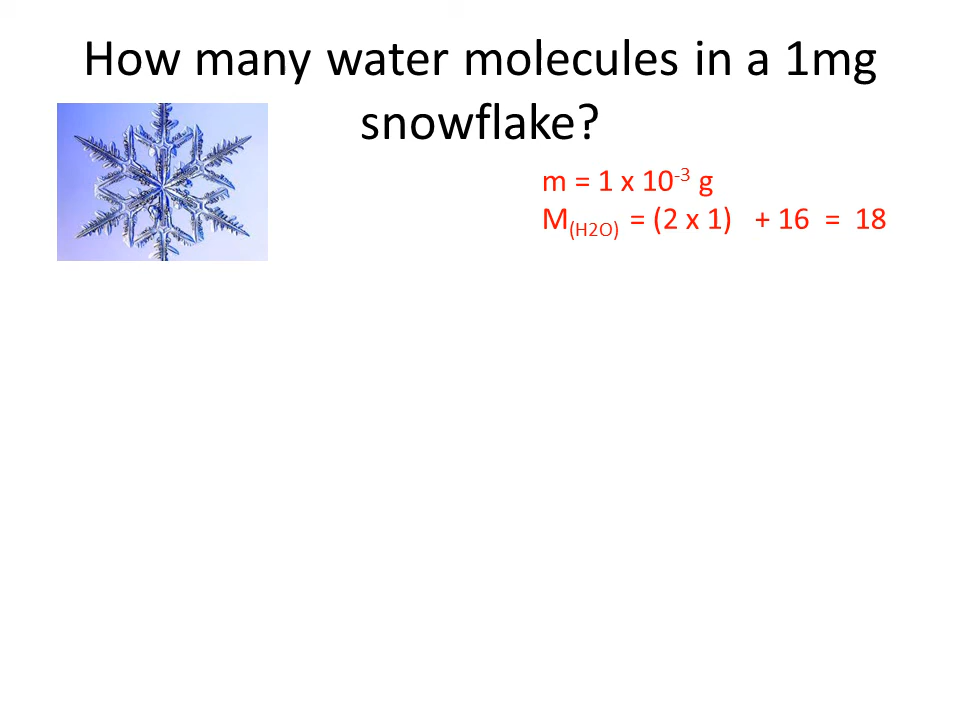 How many water molecules in a 1mg
snowflake?
m = 1 x 10⁻³ g
M(H2O) = (2 x 1) + 16 = 18